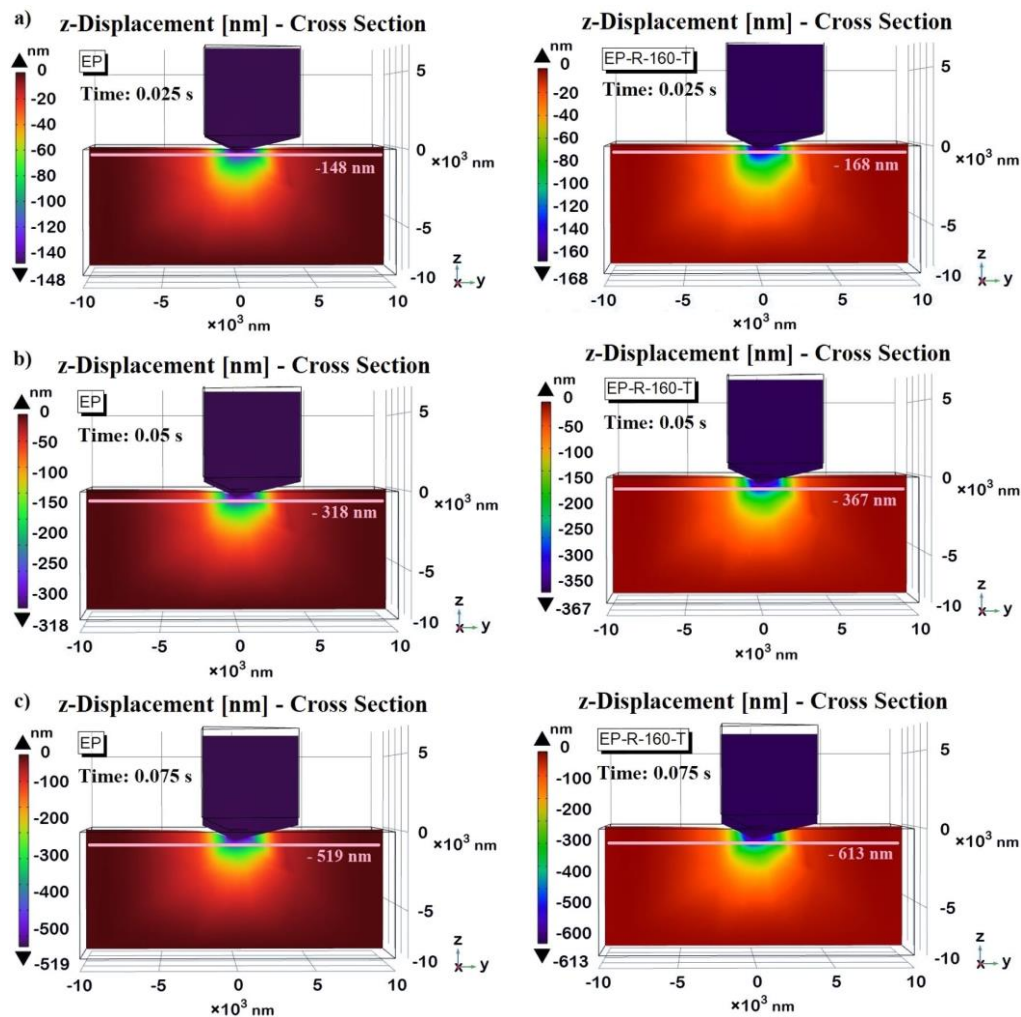 a) z-Displacement [nm] - Cross Section
nm
0
-20
-40
-60
-80
-100
-120
-140
-148
EP
Time: 0.025 s
-148 nm
5
0
×10³ nm
-5
-10
z
x y
-10 -5 0 5 10
×10³ nm
z-Displacement [nm] - Cross Section
nm
0
-20
-40
-60
-80
-100
-120
-140
-160
-168
EP-R-160-T
Time: 0.025 s
- 168 nm
5
0
×10³ nm
-5
-10
z
x y
-10 -5 0 5 10
×10³ nm
b) z-Displacement [nm] - Cross Section
nm
0
-50
-100
-150
-200
-250
-300
-318
EP
Time: 0.05 s
- 318 nm
5
0
×10³ nm
-5
-10
z
x y
-10 -5 0 5 10
×10³ nm
z-Displacement [nm] - Cross Section
nm
0
-50
-100
-150
-200
-250
-300
-350
-367
EP-R-160-T
Time: 0.05 s
- 367 nm
5
0
×10³ nm
-5
-10
z
x y
-10 -5 0 5 10
×10³ nm
c) z-Displacement [nm] - Cross Section
nm
0
-100
-200
-300
-400
-500
-519
EP
Time: 0.075 s
- 519 nm
5
0
×10³ nm
-5
-10
z
x y
-10 -5 0 5 10
×10³ nm
z-Displacement [nm] - Cross Section
nm
0
-100
-200
-300
-400
-500
-600
-613
EP-R-160-T
Time: 0.075 s
- 613 nm
5
0
×10³ nm
-5
-10
z
x y
-10 -5 0 5 10
×10³ nm